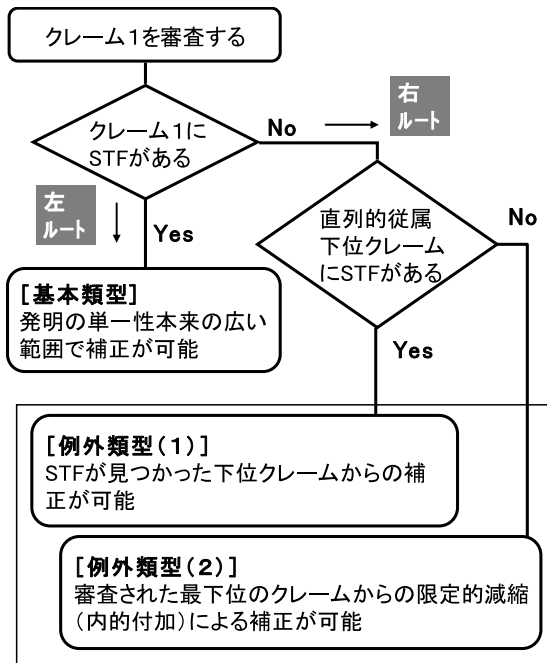 クレーム1を審査する
クレーム1に
STFがある
No
右
ルート
左
ルート
Yes
直列的従属
下位クレーム
にSTFがある
No
[基本類型]
発明の単一性本来の広い
範囲で補正が可能
Yes
[例外類型(1)]
STFが見つかった下位クレームからの補
正が可能
[例外類型(2)]
審査された最下位のクレームからの限定的減縮
(内的付加)による補正が可能